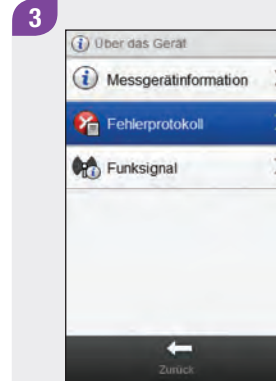 3
Über das Gerät
Messgerätinformation
Fehlerprotokoll
Funksignal
Zurück